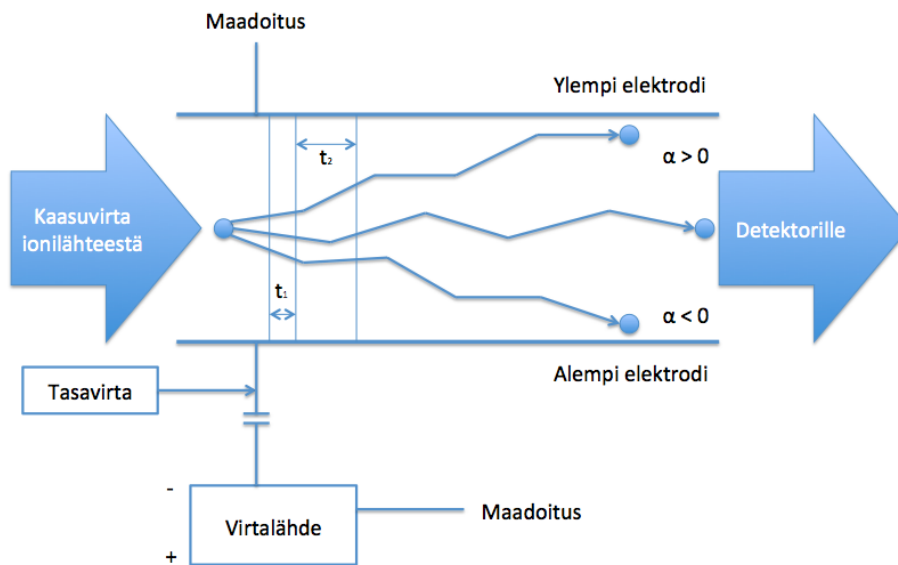 Maadoitus
Ylempi elektrodi
t₂
α > 0
Kaasuvirta
ionilähteestä
Detektorille
t₁
α < 0
Alempi elektrodi
Tasavirta
-
Virtalähde
Maadoitus
+